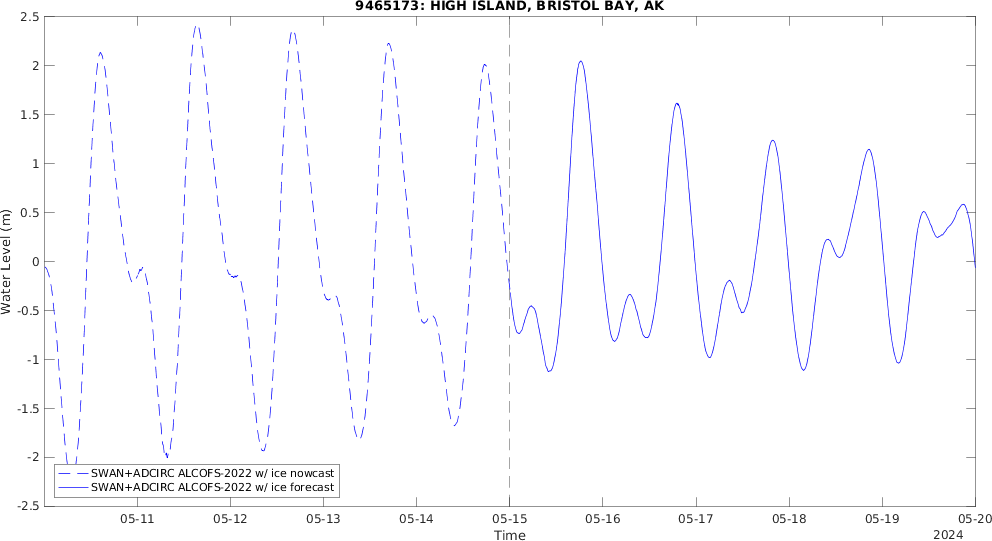 9465173: HIGH ISLAND, BRISTOL BAY, AK
2.5
2
1.5
1
0.5
0
-0.5
-1
-1.5
-2
-2.5
Water Level (m)
SWAN+ADCIRC ALCOFS-2022 w/ ice nowcast
SWAN+ADCIRC ALCOFS-2022 w/ ice forecast
05-11 05-12 05-13 05-14 05-15 05-16 05-17 05-18 05-19 05-20
Time
2024